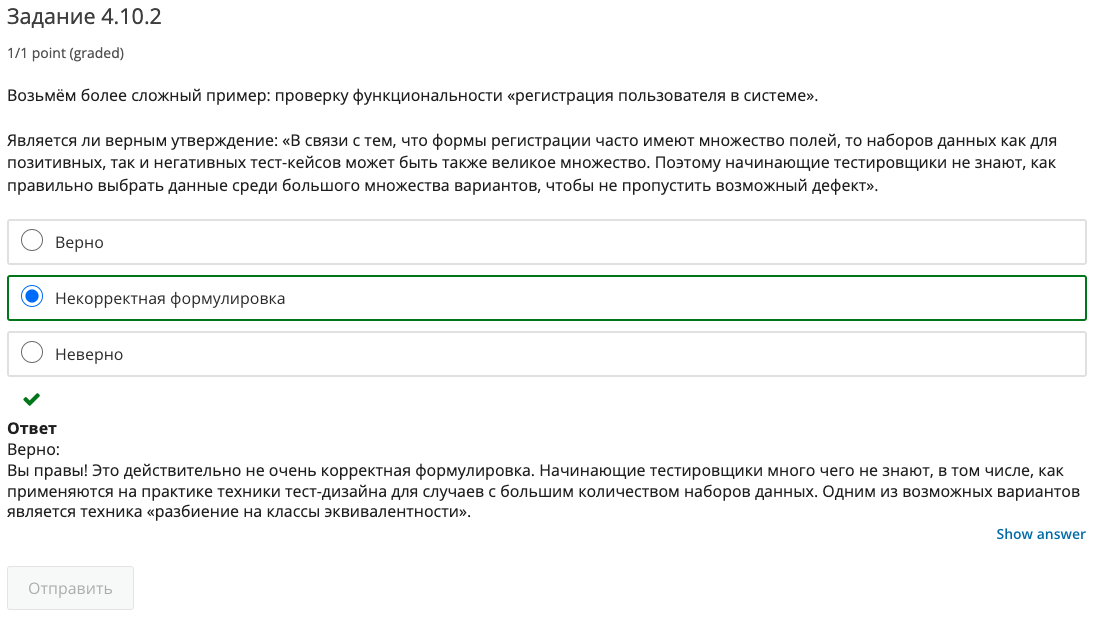 Задание 4.10.2
1/1 point (graded)
Возьмём более сложный пример: проверку функциональности «регистрация пользователя в системе».
Является ли верным утверждение: «В связи с тем, что формы регистрации часто имеют множество полей, то наборов данных как для
позитивных, так и негативных тест-кейсов может быть также великое множество. Поэтому начинающие тестировщики не знают, как
правильно выбрать данные среди большого множества вариантов, чтобы не пропустить возможный дефект».
Верно
Некорректная формулировка
Неверно
Ответ
Верно:
Вы правы! Это действительно не очень корректная формулировка. Начинающие тестировщики много чего не знают, в том числе, как
применяются на практике техники тест-дизайна для случаев с большим количеством наборов данных. Одним из возможных вариантов
является техника «разбиение на классы эквивалентности».
Show answer
Отправить